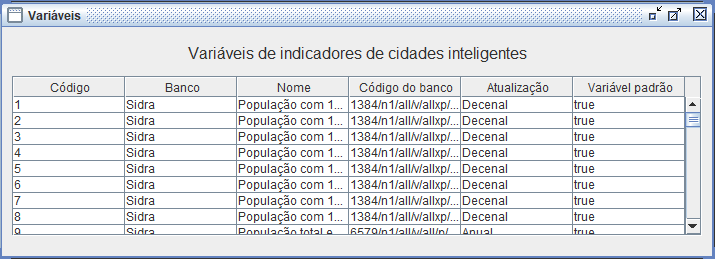 Variáveis
Variáveis de indicadores de cidades inteligentes
Código Banco Nome Código do banco Atualização Variável padrão
1 Sidra População com 1... 1384/n1/all/v/allxp/... Decenal true
2 Sidra População com 1... 1384/n1/all/v/allxp/... Decenal true
3 Sidra População com 1... 1384/n1/all/v/allxp/... Decenal true
4 Sidra População com 1... 1384/n1/all/v/allxp/... Decenal true
5 Sidra População com 1... 1384/n1/all/v/allxp/... Decenal true
6 Sidra População com 1... 1384/n1/all/v/allxp/... Decenal true
7 Sidra População com 1... 1384/n1/all/v/allxp/... Decenal true
8 Sidra População com 1... 1384/n1/all/v/allxp/... Decenal true
9 Sidra População total e... 6579/n1/all/v/all/p/... Anual true